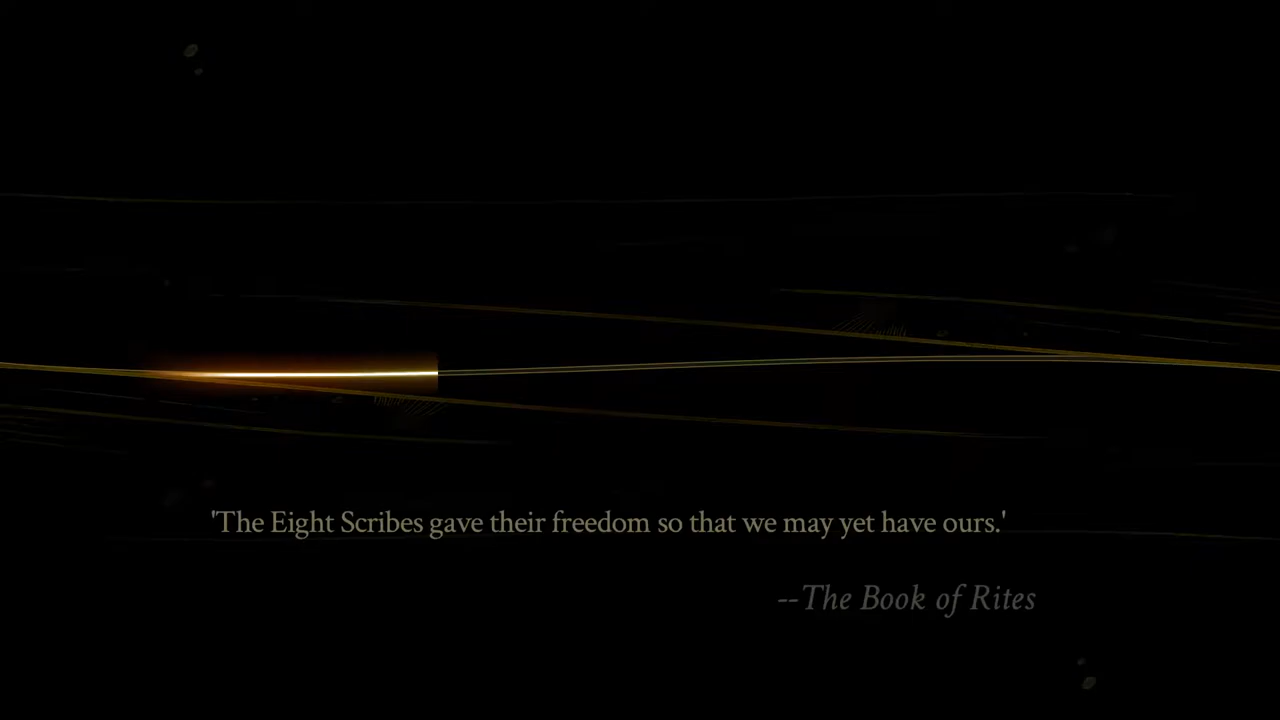 'The Eight Scribes gave their freedom so that we may yet have ours.'
--The Book of Rites